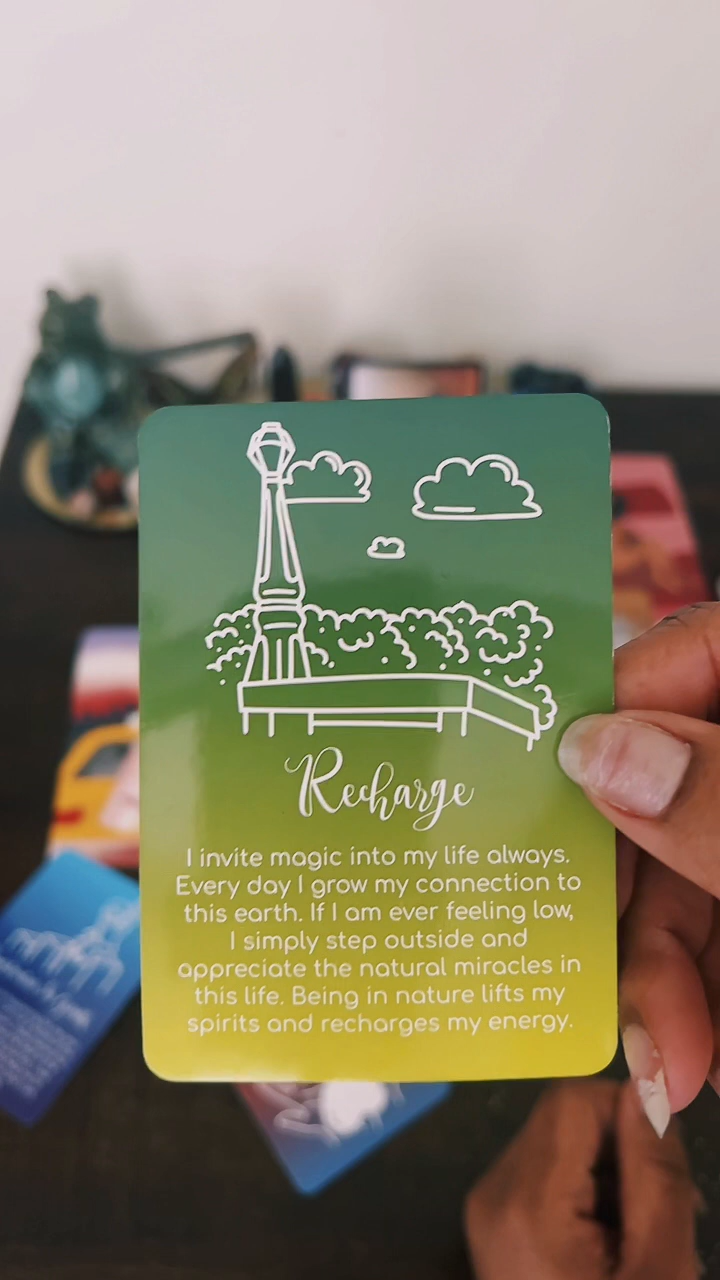 Recharge
I invite magic into my life always.
Every day I grow my connection to
this earth. If I am ever feeling low,
I simply step outside and
appreciate the natural miracles in
this life. Being in nature lifts my
spirits and recharges my energy.